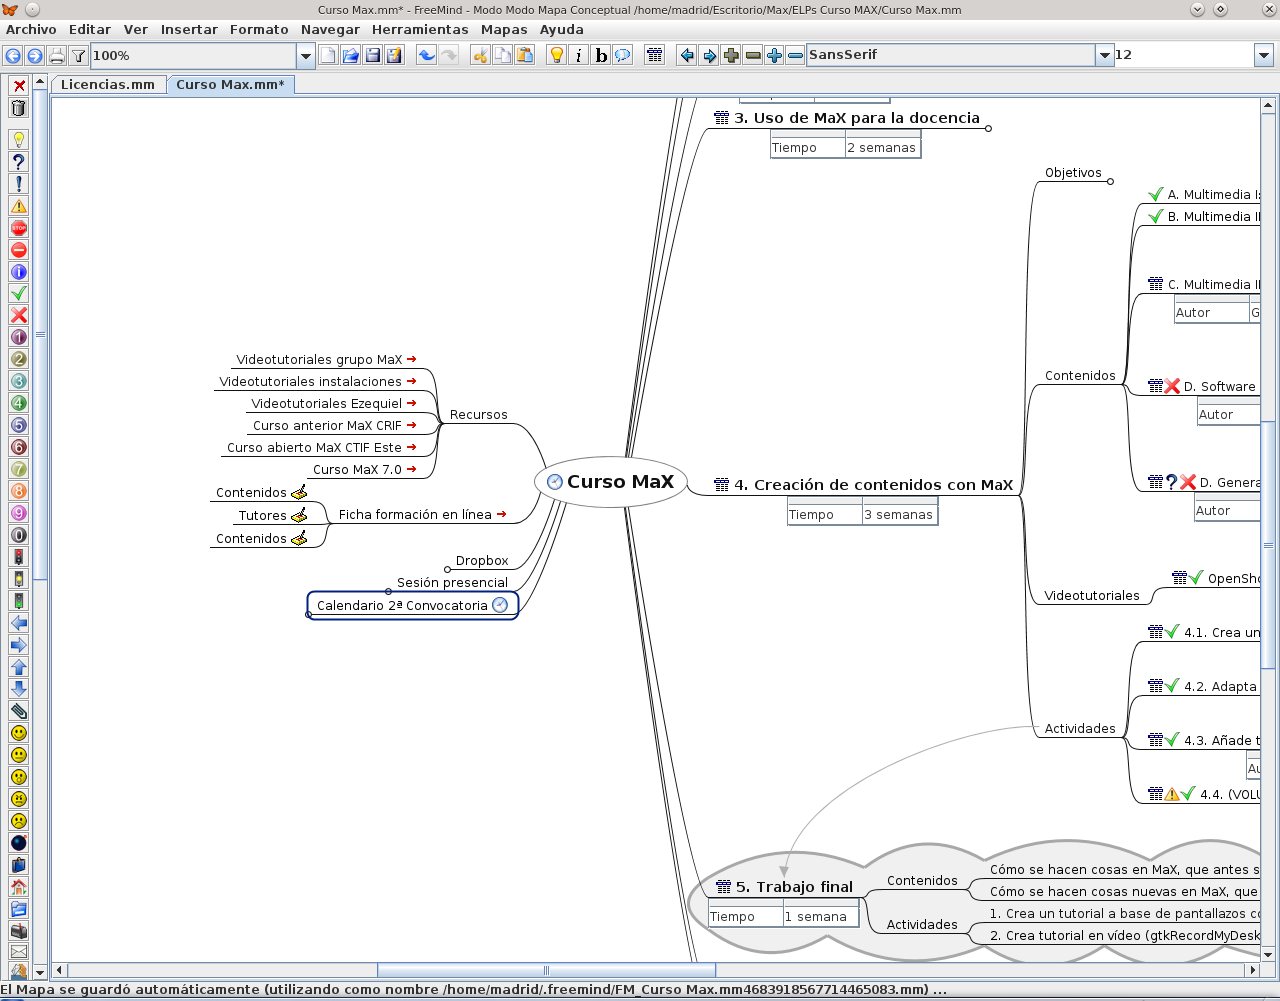 Curso Max.mm* - FreeMind - Modo Modo Mapa Conceptual /home/madrid/Escritorio/Max/ELPs Curso MAX/Curso Max.mm
Archivo Editar Ver Insertar Formato Navegar Herramientas Mapas Ayuda
100%
SansSerif
12
Licencias.mm
Curso Max.mm*
3. Uso de MaX para la docencia
Tiempo 2 semanas
Objetivos
A. Multimedia I:
B. Multimedia II
C. Multimedia II
Autor G
Contenidos
D. Software
Autor
D. Genera
Autor
Videotutoriales grupo MaX
Videotutoriales instalaciones
Videotutoriales Ezequiel
Curso anterior MaX CRIF
Curso abierto MaX CTIF Este
Curso MaX 7.0
Recursos
Contenidos
Tutores
Contenidos
Ficha formación en línea
Dropbox
Sesión presencial
Calendario 2ª Convocatoria
Curso MaX
4. Creación de contenidos con MaX
Tiempo 3 semanas
Videotutoriales
OpenSho
4.1. Crea un
4.2. Adapta
Actividades
4.3. Añade t
Au
4.4. (VOLU
5. Trabajo final
Tiempo 1 semana
Contenidos
Cómo se hacen cosas en MaX, que antes s
Cómo se hacen cosas nuevas en MaX, que
Actividades
1. Crea un tutorial a base de pantallazos co
2. Crea tutorial en vídeo (gtkRecordMyDesk
El Mapa se guardó automáticamente (utilizando como nombre /home/madrid/.freemind/FM_Curso Max.mm4683918567714465083.mm) ...